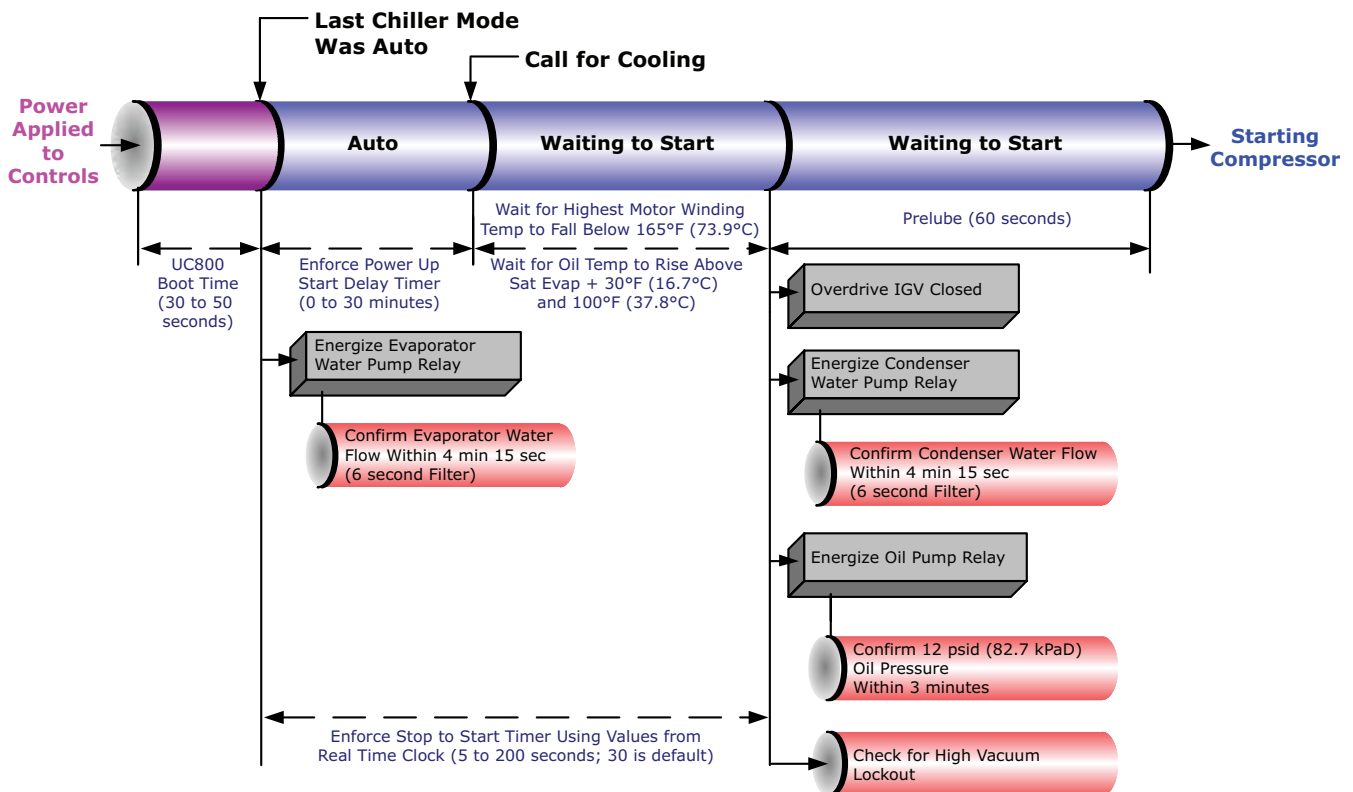 Last Chiller Mode
Was Auto
Call for Cooling
Power
Applied
to
Controls
Auto
Waiting to Start
Waiting to Start
Starting
Compressor
UC800
Boot Time
(30 to 50
seconds)
Enforce Power Up
Start Delay Timer
(0 to 30 minutes)
Wait for Highest Motor Winding
Temp to Fall Below 165°F (73.9°C)
Wait for Oil Temp to Rise Above
Sat Evap + 30°F (16.7°C)
and 100°F (37.8°C)
Prelube (60 seconds)
Energize Evaporator
Water Pump Relay
Confirm Evaporator Water
Flow Within 4 min 15 sec
(6 second Filter)
Overdrive IGV Closed
Energize Condenser
Water Pump Relay
Confirm Condenser Water Flow
Within 4 min 15 sec
(6 second Filter)
Energize Oil Pump Relay
Confirm 12 psid (82.7 kPaD)
Oil Pressure
Within 3 minutes
Enforce Stop to Start Timer Using Values from
Real Time Clock (5 to 200 seconds; 30 is default)
Check for High Vacuum
Lockout